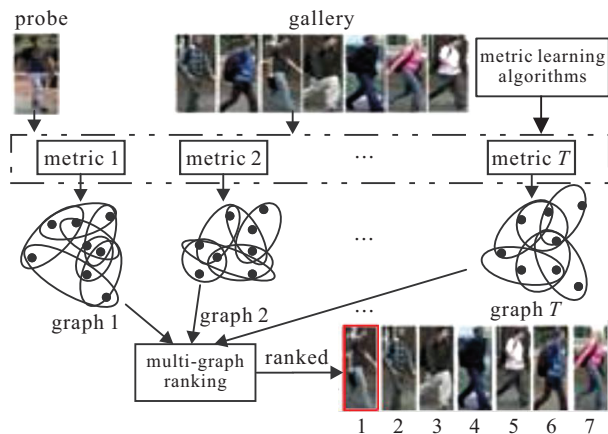 probe
gallery
metric learning
algorithms
metric 1
metric 2
...
metric T
...
graph 1
graph 2
...
graph T
multi-graph
ranking
ranked
1 2 3 4 5 6 7